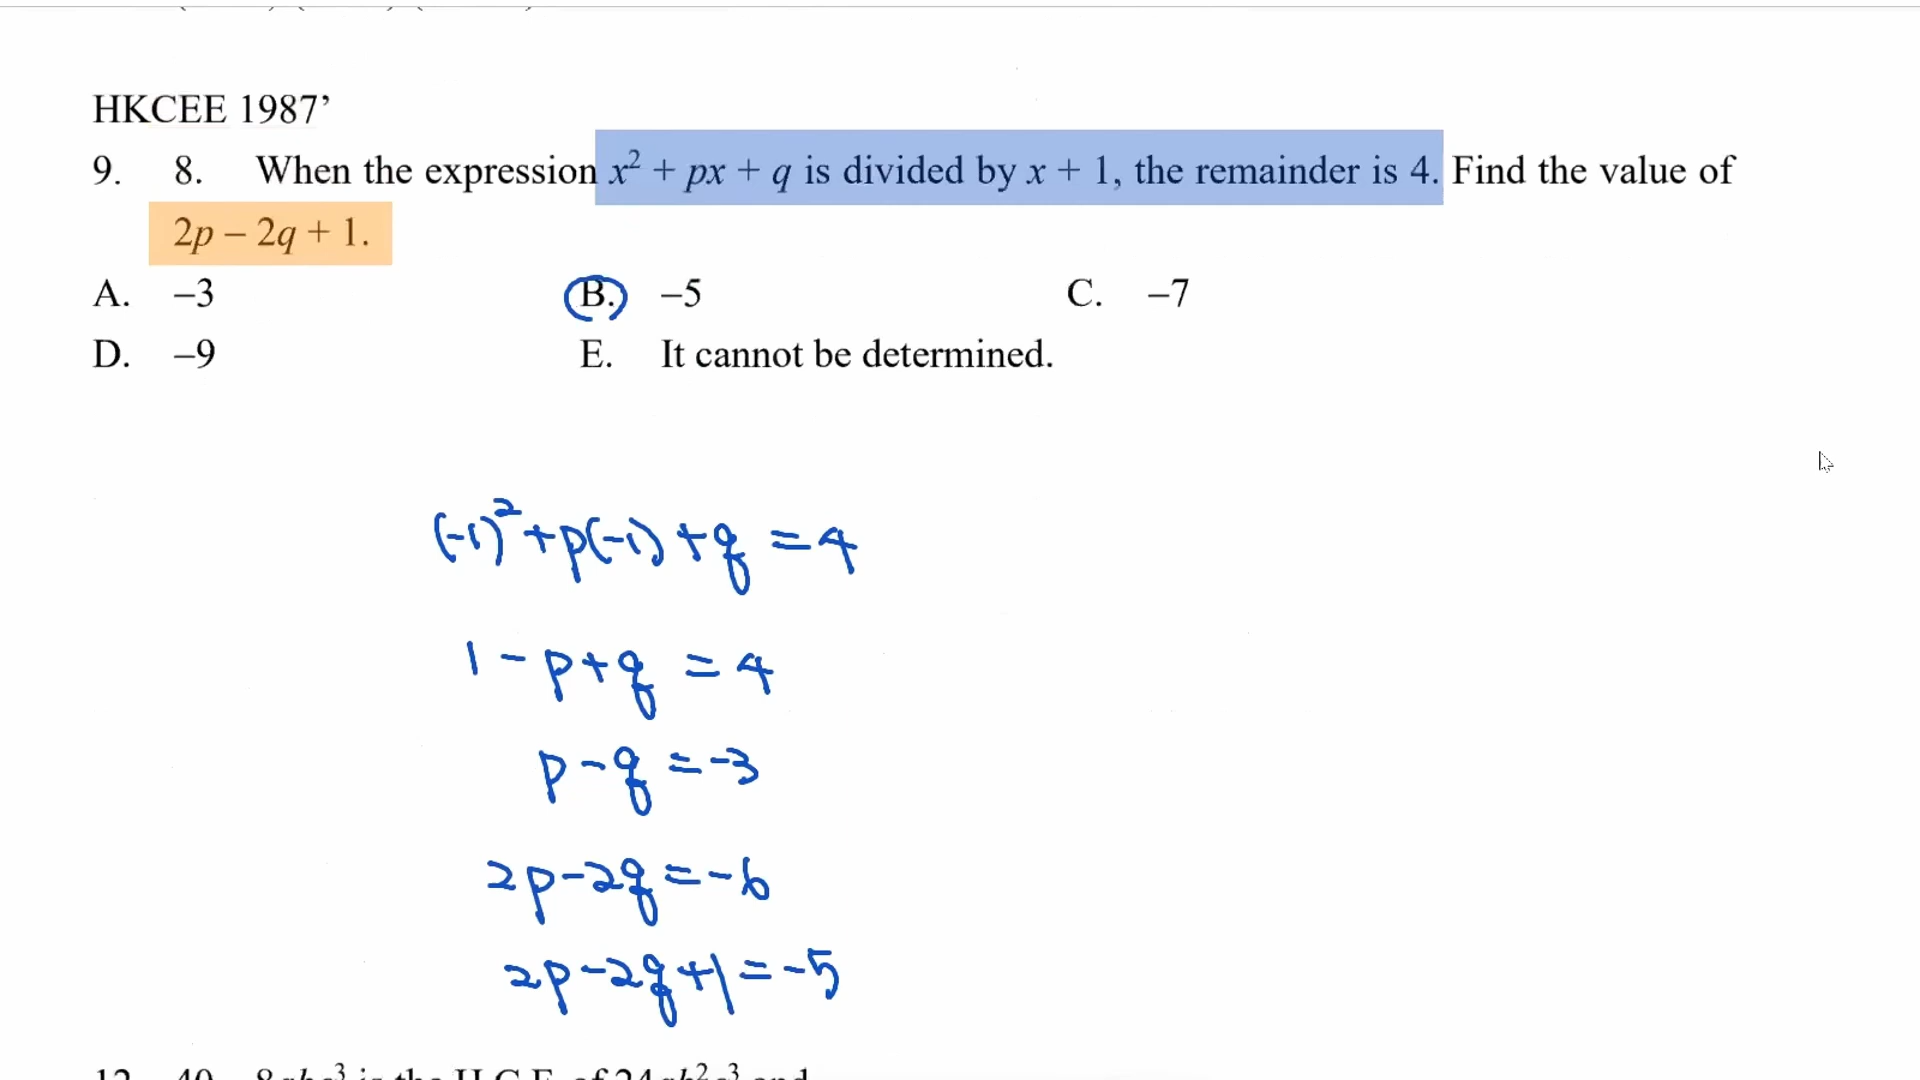 HKCEE 1987’
9. 8. When the expression x² + px + q is divided by x + 1, the remainder is 4. Find the value of
2p – 2q + 1.
A. –3 B. –5 C. –7
D. –9 E. It cannot be determined.
(-1)² + p(-1) + q = 4
1 - p + q = 4
p - q = -3
2p - 2q = -6
2p - 2q + 1 = -5